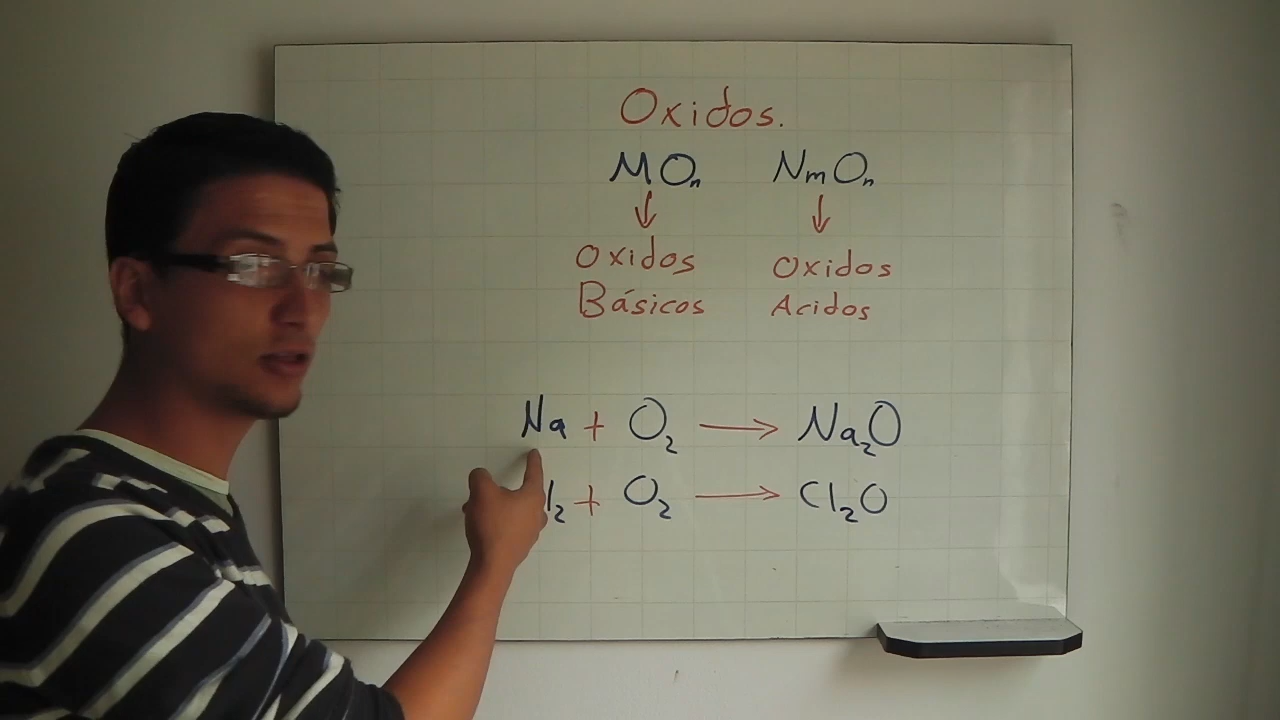 Oxidos.
MOn NmOn
↓ ↓
Oxidos Oxidos
Básicos Acidos
Na + O2 → Na2O
l2 + O2 → Cl2O